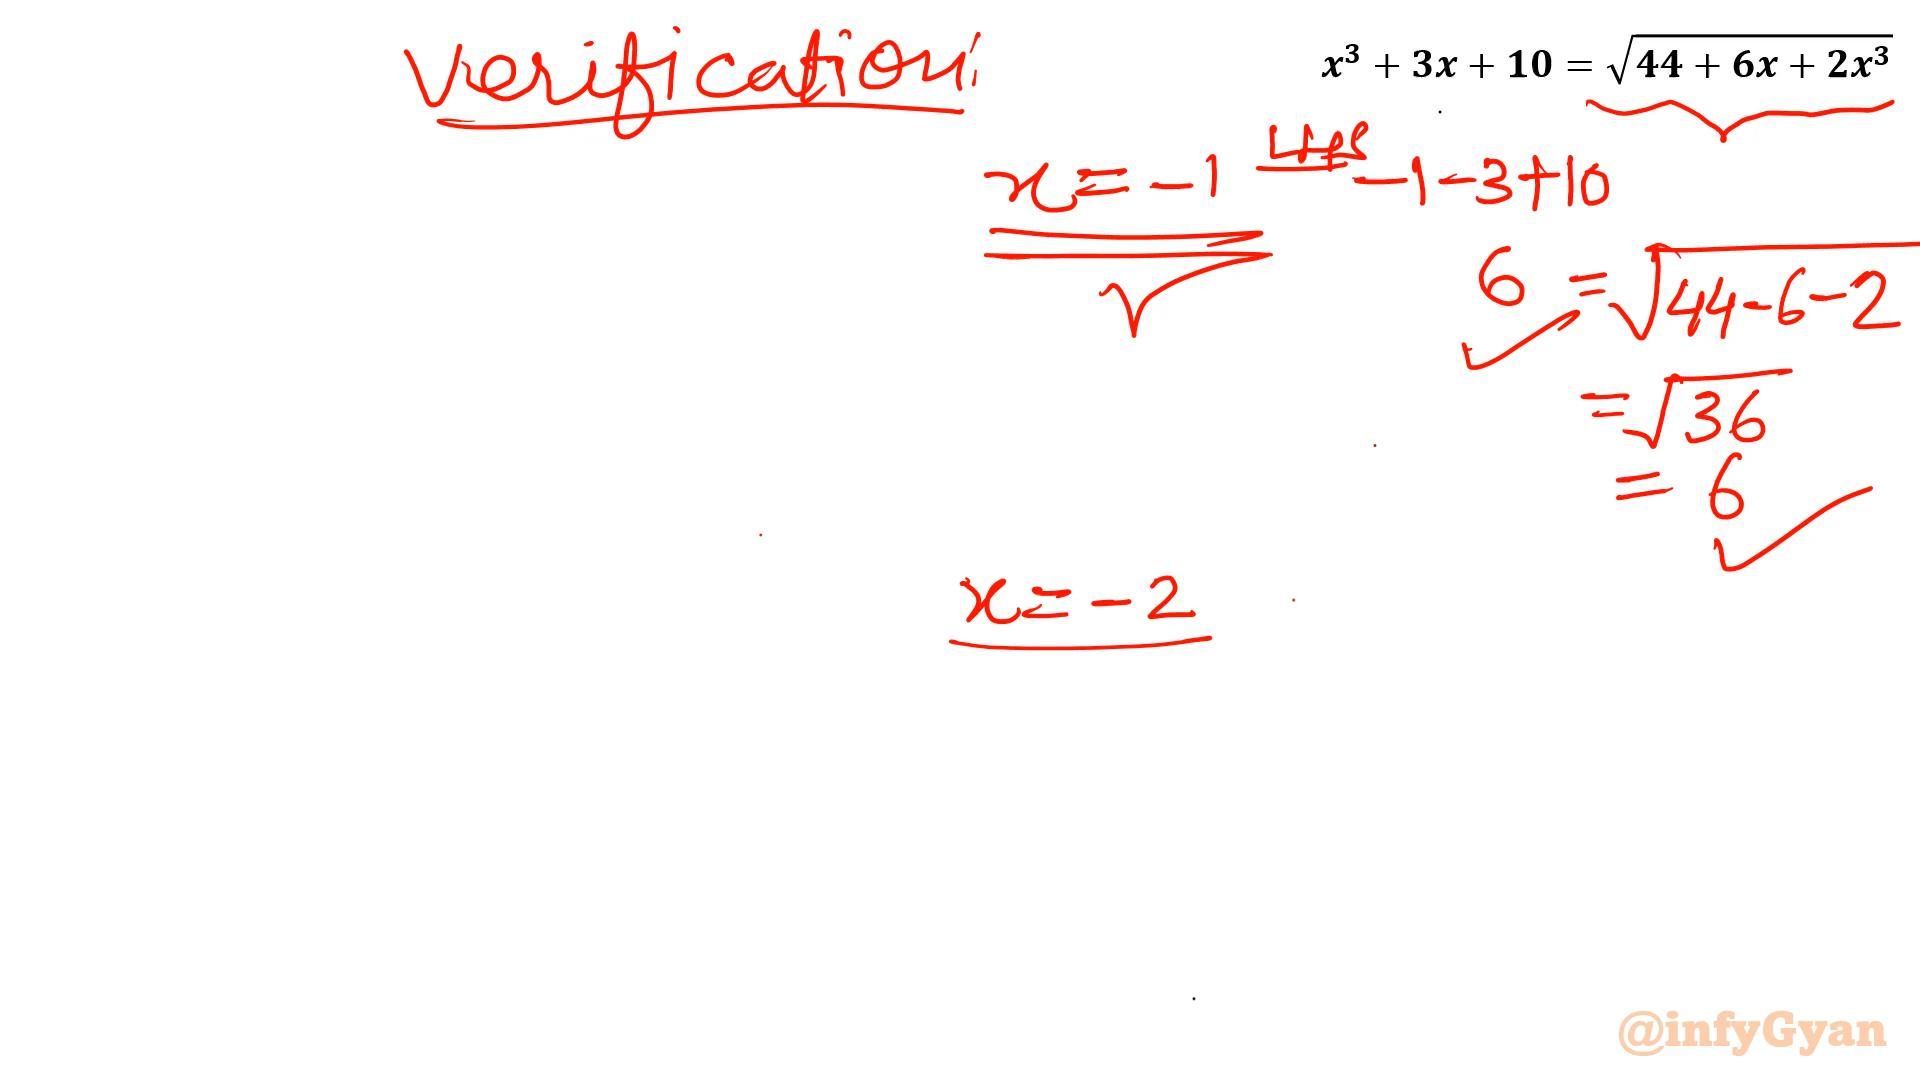 verification:
x³ + 3x + 10 = √44 + 6x + 2x³
x = -1
LHS
-1-3+10
6 = √44-6-2
= √36
= 6
x = -2
@infyGyan